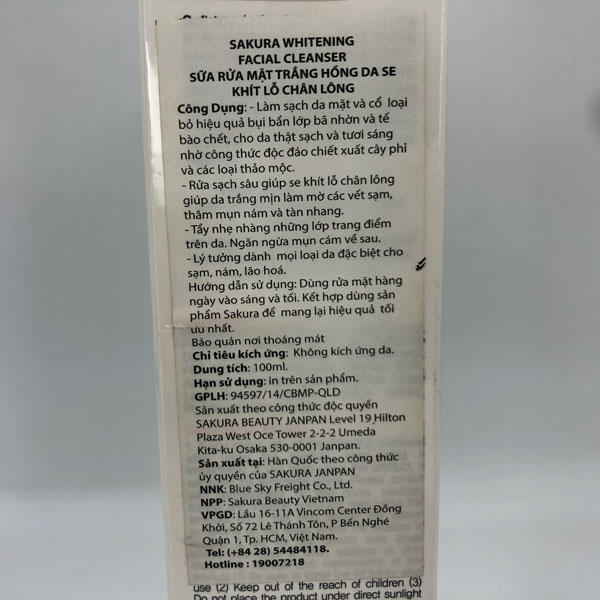 SAKURA WHITENING
FACIAL CLEANSER
SỮA RỬA MẶT TRẮNG HỒNG DA SE
KHÍT LỖ CHÂN LÔNG
Công Dụng: - Làm sạch da mặt và cổ loại
bỏ hiệu quả bụi bẩn lớp bã nhờn và tế
bào chết, cho da thật sạch và tươi sáng
nhờ công thức độc đáo chiết xuất cây phỉ
và các loại thảo mộc.
- Rửa sạch sâu giúp se khít lỗ chân lông
giúp da trắng mịn làm mờ các vết sạm,
thâm mụn nám và tàn nhang.
- Tẩy nhẹ nhàng những lớp trang điểm
trên da. Ngăn ngừa mụn cám về sau.
- Lý tưởng dành mọi loại da đặc biệt cho
sạm, nám, lão hoá.
Hướng dẫn sử dụng: Dùng rửa mặt hàng
ngày vào sáng và tối. Kết hợp dùng sản
phẩm Sakura để mang lại hiệu quả tối
ưu nhất.
Bảo quản nơi thoáng mát
Chỉ tiêu kích ứng: Không kích ứng da.
Dung tích: 100ml.
Hạn sử dụng: in trên sản phẩm.
GPLH: 94597/14/CBMP-QLD
Sản xuất theo công thức độc quyền
SAKURA BEAUTY JANPAN Level 19 Hilton
Plaza West Oce Tower 2-2-2 Umeda
Kita-ku Osaka 530-0001 Janpan.
Sản xuất tại: Hàn Quốc theo công thức
ủy quyền của SAKURA JANPAN
NNK: Blue Sky Freight Co., Ltd.
NPP: Sakura Beauty Vietnam
VPGD: Lầu 16-11A Vincom Center Đồng
Khởi, Số 72 Lê Thánh Tôn, P Bến Nghé
Quận 1, Tp. HCM, Việt Nam.
Tel: (+84 28) 54484118.
Hotline : 19007218
use (2) Keep out of the reach of children (3)
Do not place the product under direct sunlight